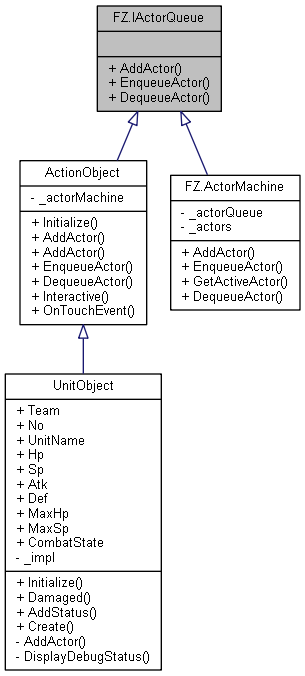 FZ.IActorQueue
+ AddActor()
+ EnqueueActor()
+ DequeueActor()
ActionObject
- _actorMachine
+ Initialize()
+ AddActor()
+ AddActor()
+ EnqueueActor()
+ DequeueActor()
+ Interactive()
+ OnTouchEvent()
FZ.ActorMachine
- _actorQueue
- _actors
+ AddActor()
+ EnqueueActor()
+ GetActiveActor()
+ DequeueActor()
UnitObject
+ Team
+ No
+ UnitName
+ Hp
+ Sp
+ Atk
+ Def
+ MaxHp
+ MaxSp
+ CombatState
- _impl
+ Initialize()
+ Damaged()
+ AddStatus()
+ Create()
- AddActor()
- DisplayDebugStatus()